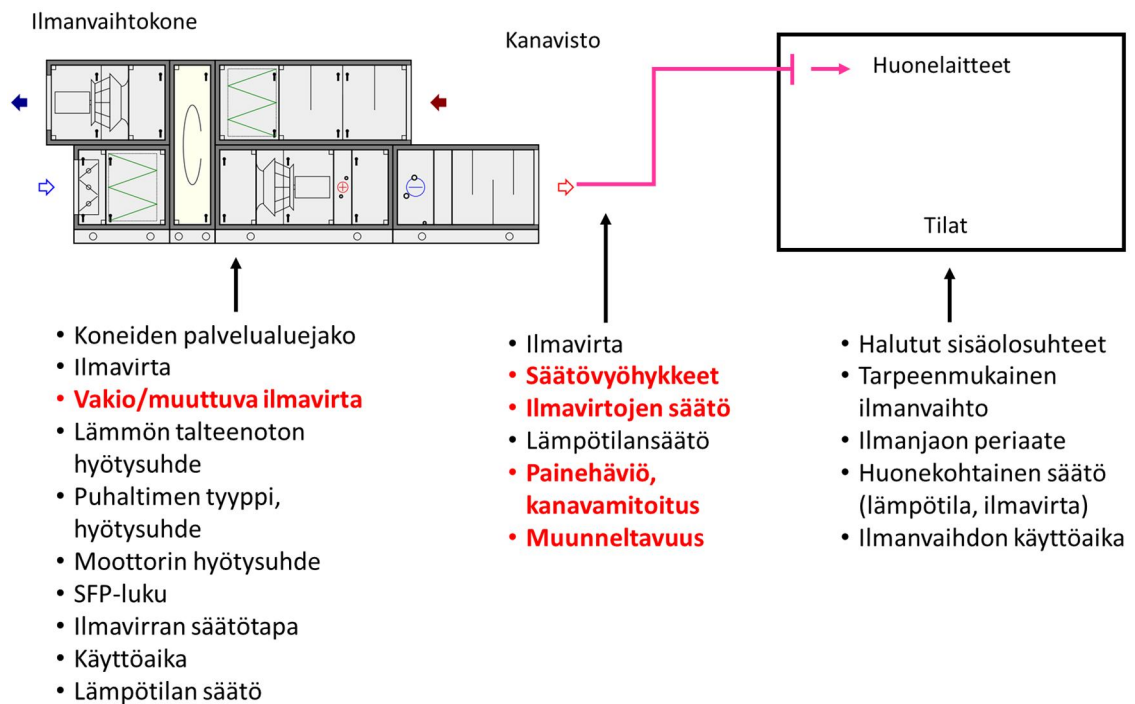 Ilmanvaihtokone
Kanavisto
Huonelaitteet
Tilat
• Koneiden palvelualuejako
• Ilmavirta
• Vakio/muuttuva ilmavirta
• Lämmön talteenoton
hyötysuhde
• Puhaltimen tyyppi,
hyötysuhde
• Moottorin hyötysuhde
• SFP-luku
• Ilmavirran säätötapa
• Käyttöaika
• Lämpötilan säätö
• Ilmavirta
• Säätövyöhykkeet
• Ilmavirtojen säätö
• Lämpötilansäätö
• Painehäviö,
kanavamitoitus
• Muunneltavuus
• Halutut sisäolosuhteet
• Tarpeenmukainen
ilmanvaihto
• Ilmanjaon periaate
• Huonekohtainen säätö
(lämpötila, ilmavirta)
• Ilmanvaihdon käyttöaika